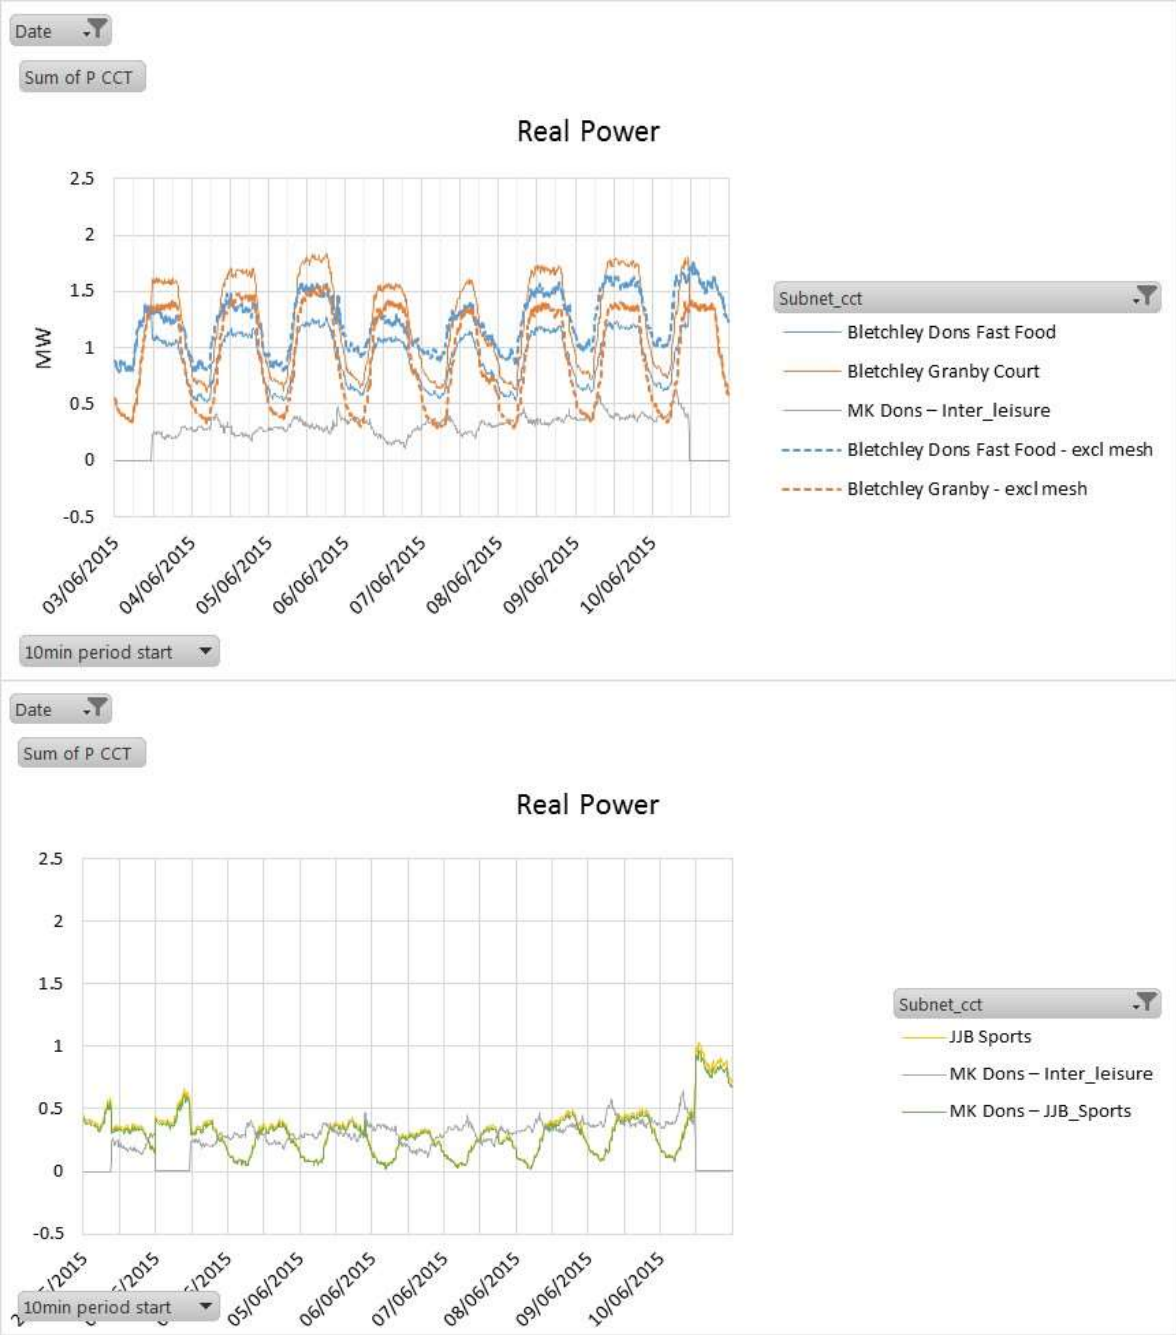 Date
Sum of P CCT
Real Power
2.5
2
1.5
1
0.5
0
-0.5
MW
03/06/2015
04/06/2015
05/06/2015
06/06/2015
07/06/2015
08/06/2015
09/06/2015
10/06/2015
Subnet_cct
Bletchley Dons Fast Food
Bletchley Granby Court
MK Dons – Inter_leisure
Bletchley Dons Fast Food - excl mesh
Bletchley Granby - excl mesh
10min period start
Date
Sum of P CCT
Real Power
2.5
2
1.5
1
0.5
0
-0.5
05/06/2015
06/06/2015
07/06/2015
08/06/2015
09/06/2015
10/06/2015
Subnet_cct
JJB Sports
MK Dons – Inter_leisure
MK Dons – JJB_Sports
10min period start